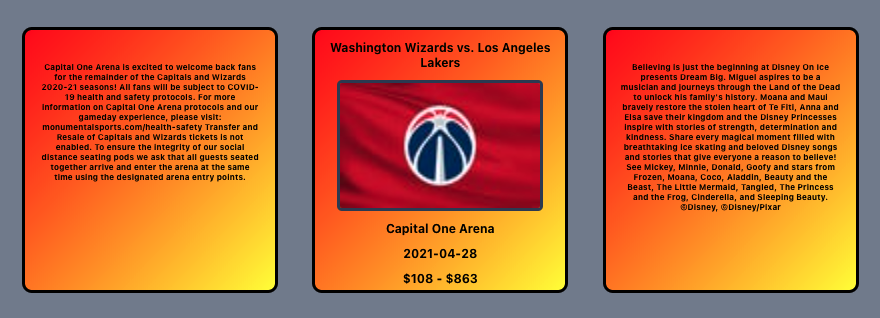 Capital One Arena is excited to welcome back fans
for the remainder of the Capitals and Wizards
2020-21 seasons! All fans will be subject to COVID-
19 health and safety protocols. For more
information on Capital One Arena protocols and our
gameday experience, please visit:
monumentalsports.com/health-safety Transfer and
Resale of Capitals and Wizards tickets is not
enabled. To ensure the integrity of our social
distance seating pods we ask that all guests seated
together arrive and enter the arena at the same
time using the designated arena entry points.
Washington Wizards vs. Los Angeles
Lakers
Capital One Arena
2021-04-28
$108 - $863
Believing is just the beginning at Disney On Ice
presents Dream Big. Miguel aspires to be a
musician and journeys through the Land of the Dead
to unlock his family's history. Moana and Maui
bravely restore the stolen heart of Te Fiti, Anna and
Elsa save their kingdom and the Disney Princesses
inspire with stories of strength, determination and
kindness. Share every magical moment filled with
breathtaking ice skating and beloved Disney songs
and stories that give everyone a reason to believe!
See Mickey, Minnie, Donald, Goofy and stars from
Frozen, Moana, Coco, Aladdin, Beauty and the
Beast, The Little Mermaid, Tangled, The Princess
and the Frog, Cinderella, and Sleeping Beauty.
©Disney, ©Disney/Pixar